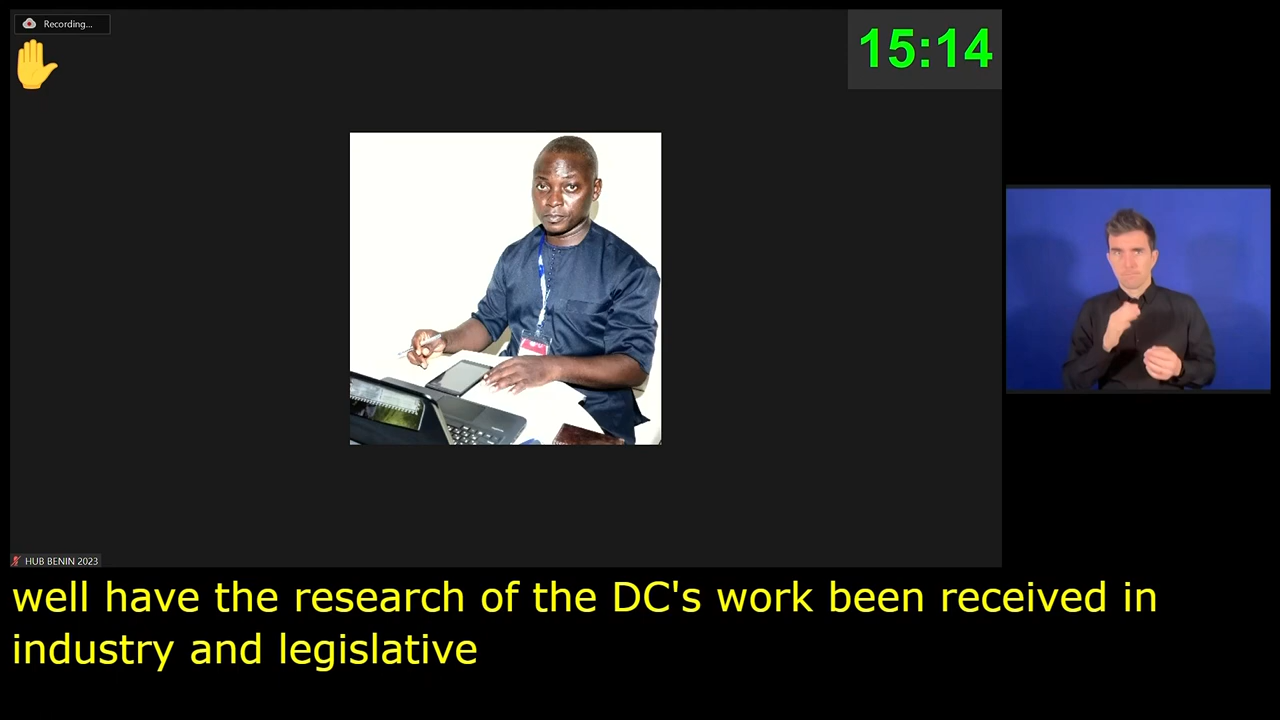 Recording...
15:14
HUB BENIN 2023
well have the research of the DC's work been received in
industry and legislative